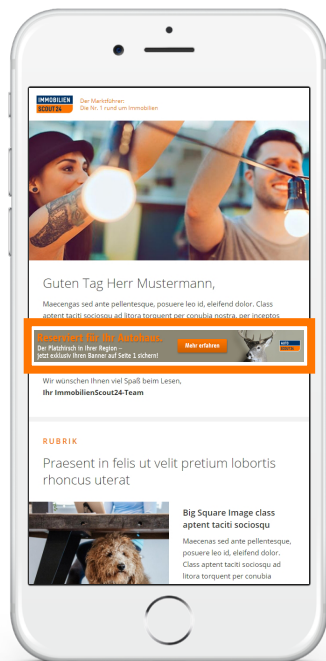 IMMOBILIEN
SCOUT24
Der Marktführer:
Die Nr. 1 rund um Immobilien
Guten Tag Herr Mustermann,
Maecengas sed ante pellentesque, posuere leo id, eleifend dolor. Class
aptent taciti sociosqu ad litora torquent per conubia nostra, per inceptos
Reserviert für Ihr Autohaus.
Der Platzhirsch in Ihrer Region –
jetzt exklusiv Ihren Banner auf Seite 1 sichern!
Mehr erfahren
AUTO
SCOUT24
Wir wünschen Ihnen viel Spaß beim Lesen,
Ihr ImmobilienScout24-Team
RUBRIK
Praesent in felis ut velit pretium lobortis
rhoncus uterat
Big Square Image class
aptent taciti sociosqu
Maecenas sed ante pellentesque,
posuere leo id, eleifend dolor.
Class aptent taciti sociosqu ad
litora torquent per conubia